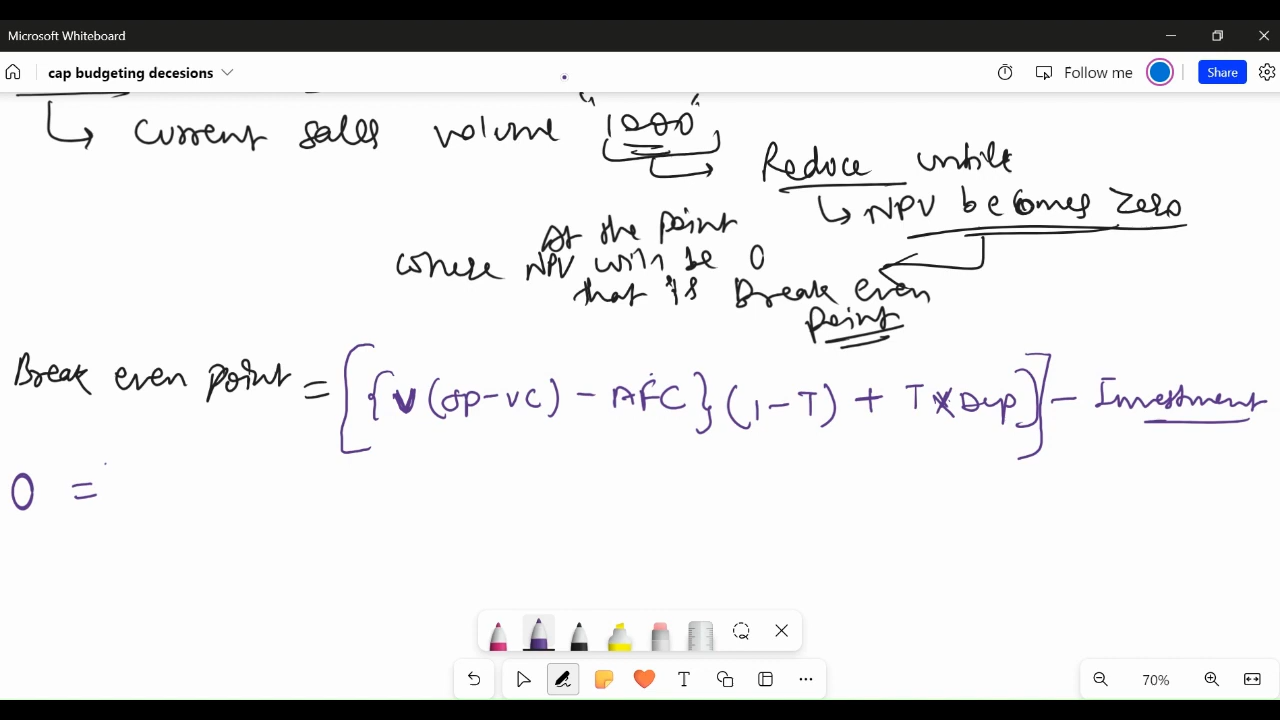 Microsoft Whiteboard
cap budgeting decesions
Follow me
Share
Current sales volume "1000"
Reduce untile
NPV becomes zero
At the point
where NPV will be 0
that is Break even
point
Break even point = [{V(SP-VC) - AFC}(1-T) + T×Dep] - Investment
0 =
T
70%